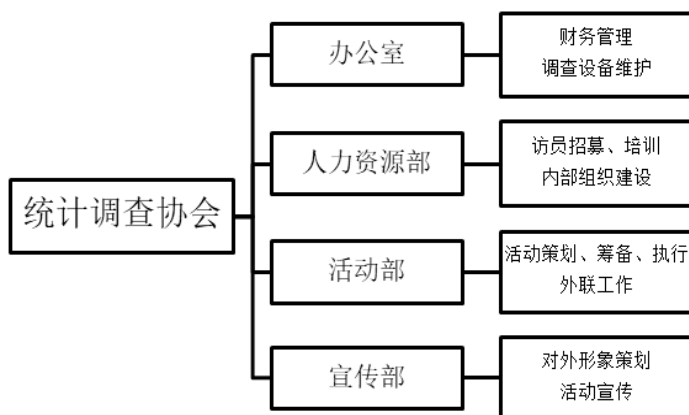 统计调查协会
办公室
财务管理
调查设备维护
人力资源部
访员招募、培训
内部组织建设
活动部
活动策划、筹备、执行
外联工作
宣传部
对外形象策划
活动宣传